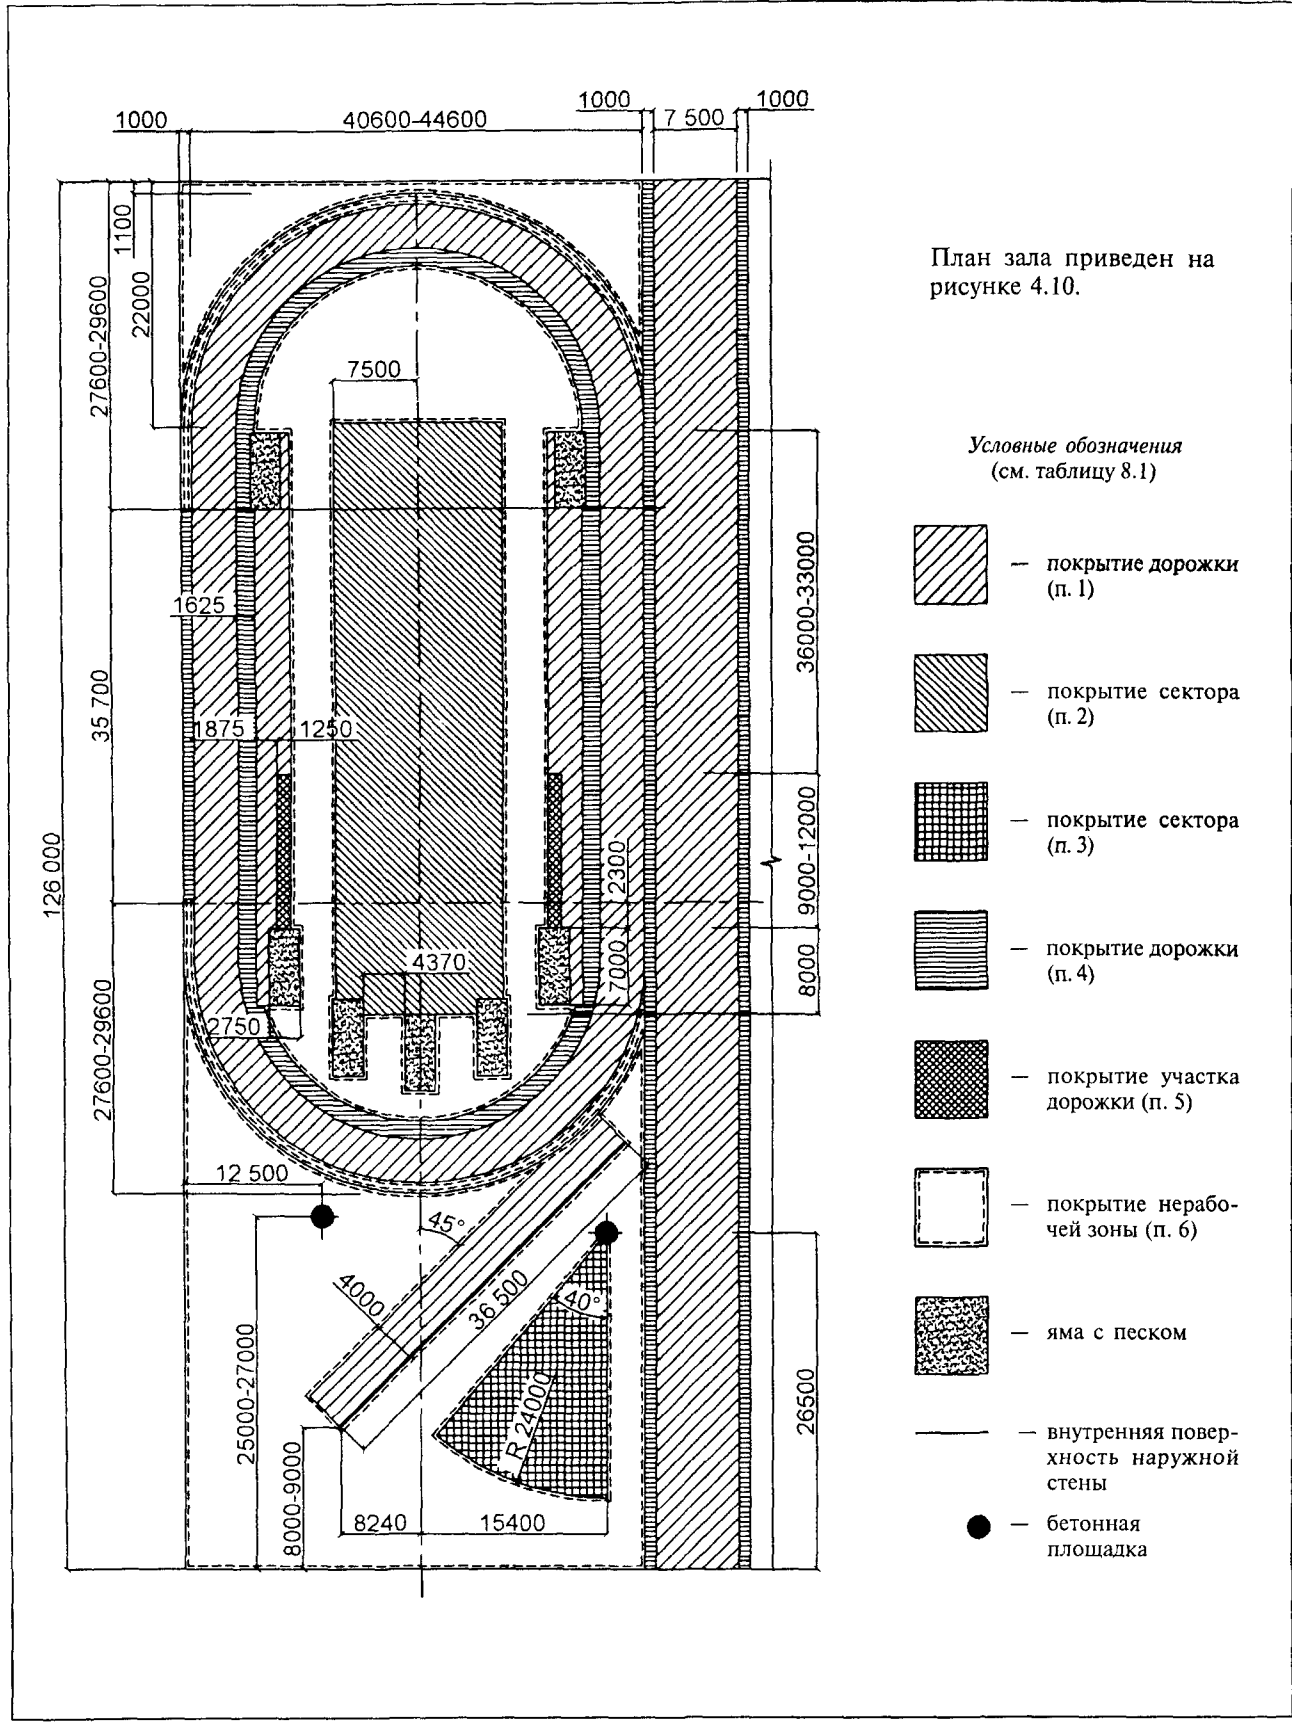 1000
1000
1000
40600-44600
7 500
1100
22000
27600-29600
План зала приведен на
рисунке 4.10.
7500
Условные обозначения
(см. таблицу 8.1)
— покрытие дорожки
(п. 1)
36000-33000
1625
— покрытие сектора
(п. 2)
35 700
1875
1250
— покрытие сектора
(п. 3)
126 000
2300
9000-12000
4370
7000
8000
— покрытие дорожки
(п. 4)
2750
27600-29600
— покрытие участка
дорожки (п. 5)
12 500
45°
— покрытие нерабо-
чей зоны (п. 6)
4000
36 500
40°
— яма с песком
25000-27000
R 24000
26500
— внутренняя повер-
хность наружной
стены
8000-9000
8240
15400
— бетонная
площадка